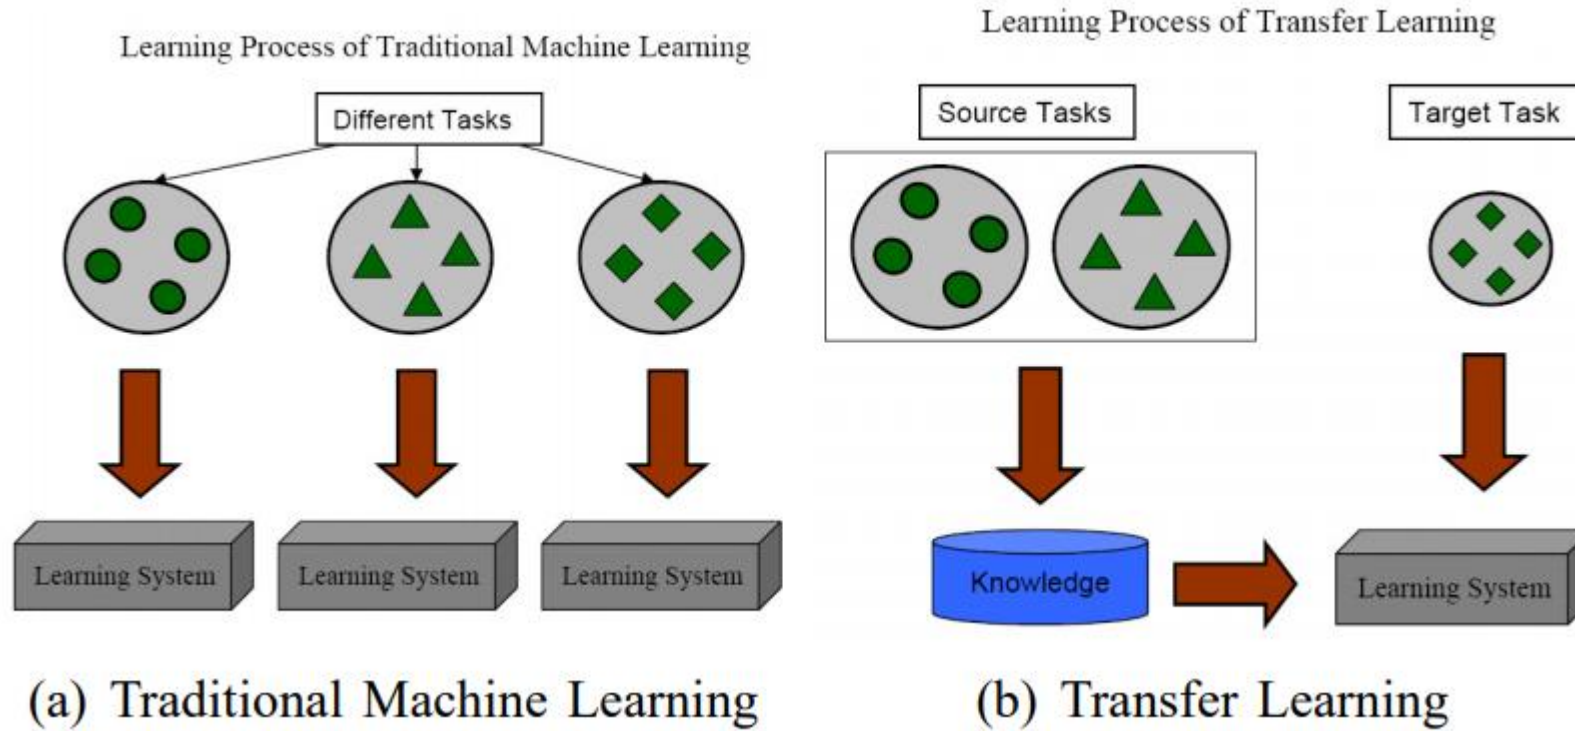 Learning Process of Traditional Machine Learning
Different Tasks
Learning System
Learning System
Learning System
(a) Traditional Machine Learning
Learning Process of Transfer Learning
Source Tasks
Target Task
Knowledge
Learning System
(b) Transfer Learning